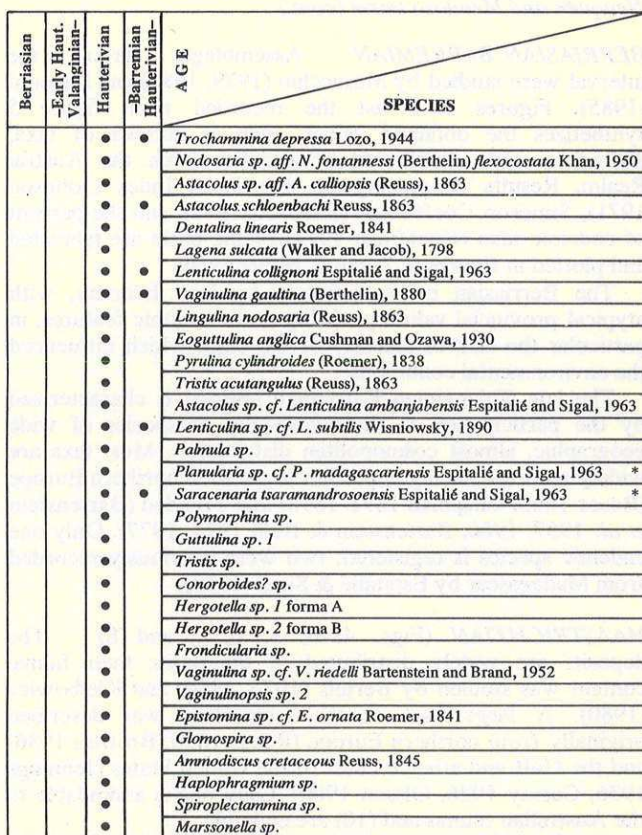 Berriasian
-Early Haut.
Valanginian-
Hauterivian
-Barremian
Hauterivian-
AGE
SPECIES
Trochammina depressa Lozo, 1944
Nodosaria sp. aff. N. fontannessi (Berthelin) flexocostata Khan, 1950
Astacolus sp. aff. A. calliopsis (Reuss), 1863
Astacolus schloenbachi Reuss, 1863
Dentalina linearis Roemer, 1841
Lagena sulcata (Walker and Jacob), 1798
Lenticulina collignoni Espitalié and Sigal, 1963
Vaginulina gaultina (Berthelin), 1880
Lingulina nodosaria (Reuss), 1863
Eoguttulina anglica Cushman and Ozawa, 1930
Pyrulina cylindroides (Roemer), 1838
Tristix acutangulus (Reuss), 1863
Astacolus sp. cf. Lenticulina ambanjabensis Espitalié and Sigal, 1963
Lenticulina sp. cf. L. subtilis Wisniowsky, 1890
Palmula sp.
Planularia sp. cf. P. madagascariensis Espitalié and Sigal, 1963 *
Saracenaria tsaramandrosoensis Espitalié and Sigal, 1963 *
Polymorphina sp.
Guttulina sp. 1
Tristix sp.
Conorboides? sp.
Hergotella sp. 1 forma A
Hergotella sp. 2 forma B
Frondicularia sp.
Vaginulina sp. cf. V. riedelli Bartenstein and Brand, 1952
Vaginulinopsis sp. 2
Epistomina sp. cf. E. ornata Roemer, 1841
Glomospira sp.
Ammodiscus cretaceous Reuss, 1845
Haplophragmium sp.
Spiroplectammina sp.
Marssonella sp.